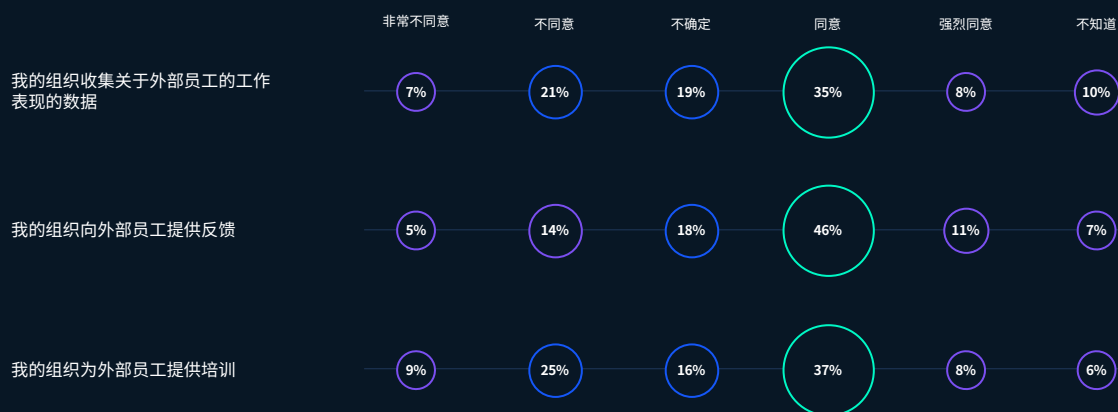 非常不同意 不同意 不确定 同意 强烈同意 不知道
我的组织收集关于外部员工的工作
表现的数据
7% 21% 19% 35% 8% 10%
我的组织向外部员工提供反馈 5% 14% 18% 46% 11% 7%
我的组织为外部员工提供培训 9% 25% 16% 37% 8% 6%